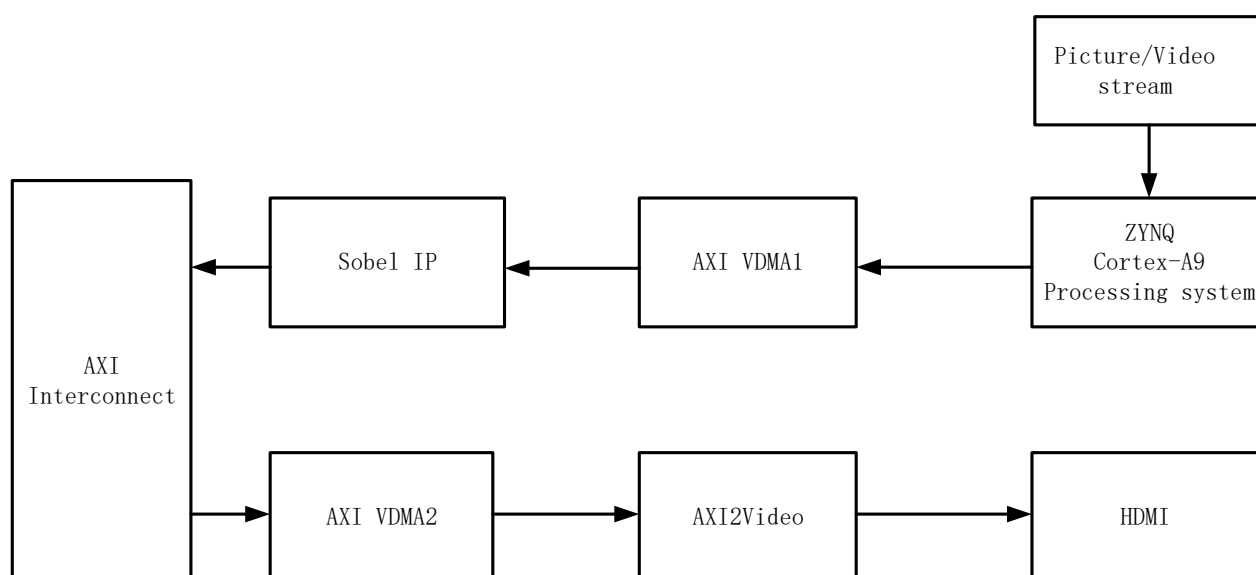 Picture/Video
stream
ZYNQ
Cortex-A9
Processing system
AXI VDMA1
Sobel IP
AXI
Interconnect
AXI VDMA2
AXI2Video
HDMI